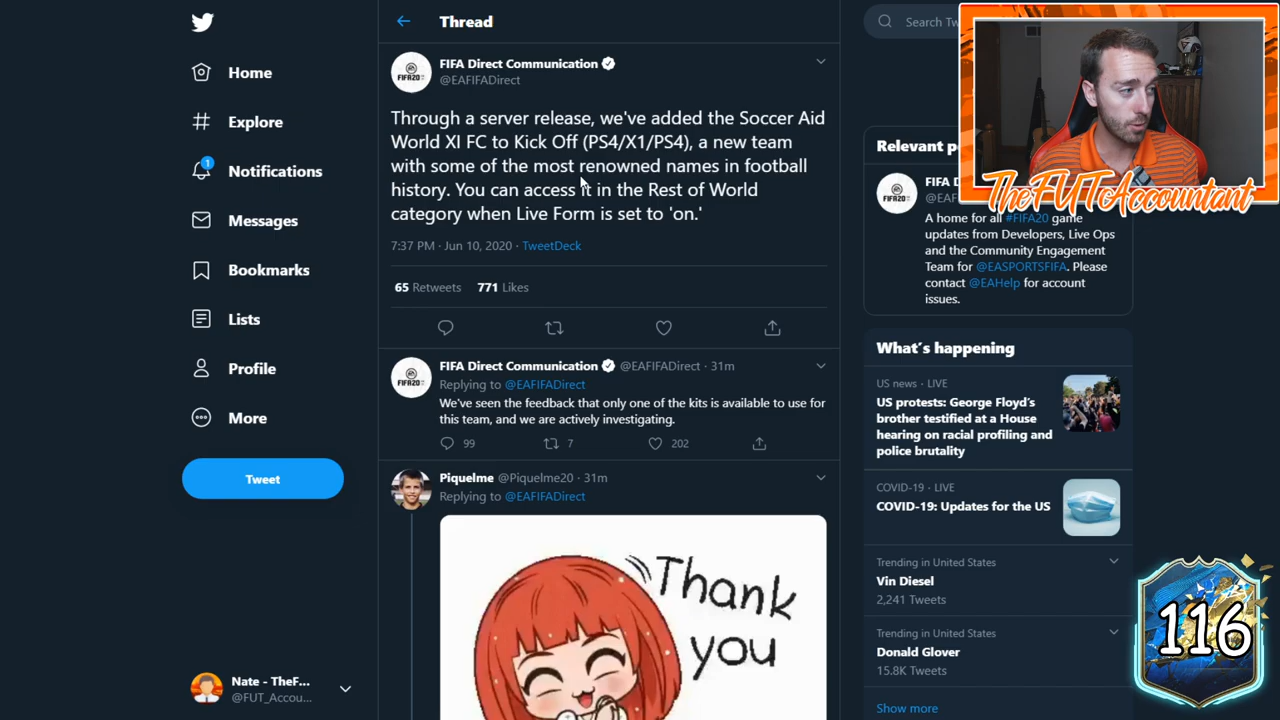 Home
Explore
1
Notifications
Messages
Bookmarks
Lists
Profile
More
Tweet
Nate - TheF...
@FUT_Accou...
Thread
FIFA Direct Communication
@EAFIFADirect
Through a server release, we've added the Soccer Aid
World XI FC to Kick Off (PS4/X1/PS4), a new team
with some of the most renowned names in football
history. You can access it in the Rest of World
category when Live Form is set to 'on.'
7:37 PM · Jun 10, 2020 · TweetDeck
65 Retweets 771 Likes
FIFA Direct Communication @EAFIFADirect · 31m
Replying to @EAFIFADirect
We've seen the feedback that only one of the kits is available to use for
this team, and we are actively investigating.
99 7 202
Piquelme @Piquelme20 · 31m
Replying to @EAFIFADirect
Thank
you
Search Tw
Relevant pe
FIFA D
@EAF
A home for all #FIFA20 game
updates from Developers, Live Ops
and the Community Engagement
Team for @EASPORTSFIFA. Please
contact @EAHelp for account
issues.
What's happening
US news · LIVE
US protests: George Floyd's
brother testified at a House
hearing on racial profiling and
police brutality
COVID-19 · LIVE
COVID-19: Updates for the US
Trending in United States
Vin Diesel
2,241 Tweets
Trending in United States
Donald Glover
15.8K Tweets
Show more
TheFUTAccountant
116